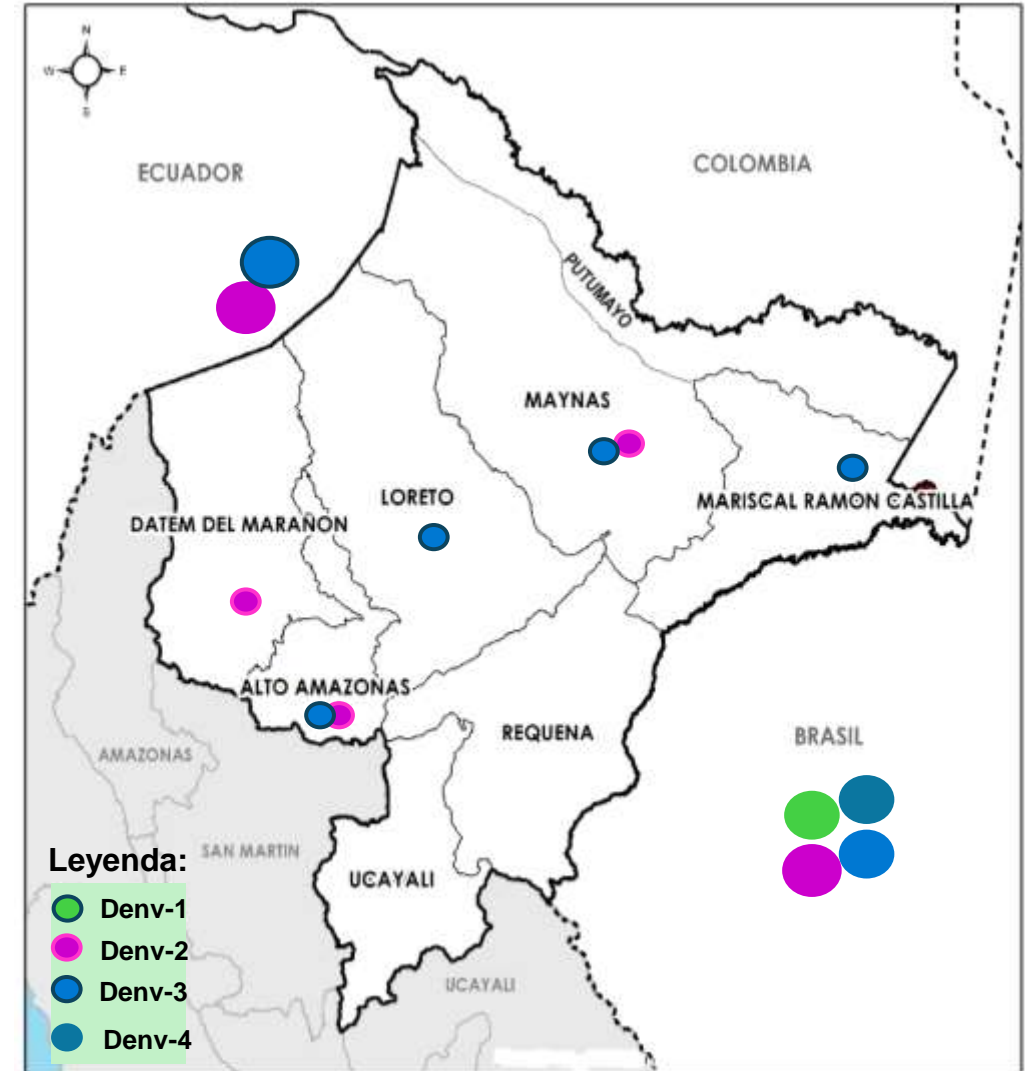 N
W E
S
ECUADOR
COLOMBIA
PUTUMAYO
MAYNAS
LORETO
MARISCAL RAMON CASTILLA
DATEM DEL MARAÑON
ALTO AMAZONAS
REQUENA
BRASIL
AMAZONAS
SAN MARTIN
UCAYALI
UCAYALI
Leyenda:
Denv-1
Denv-2
Denv-3
Denv-4